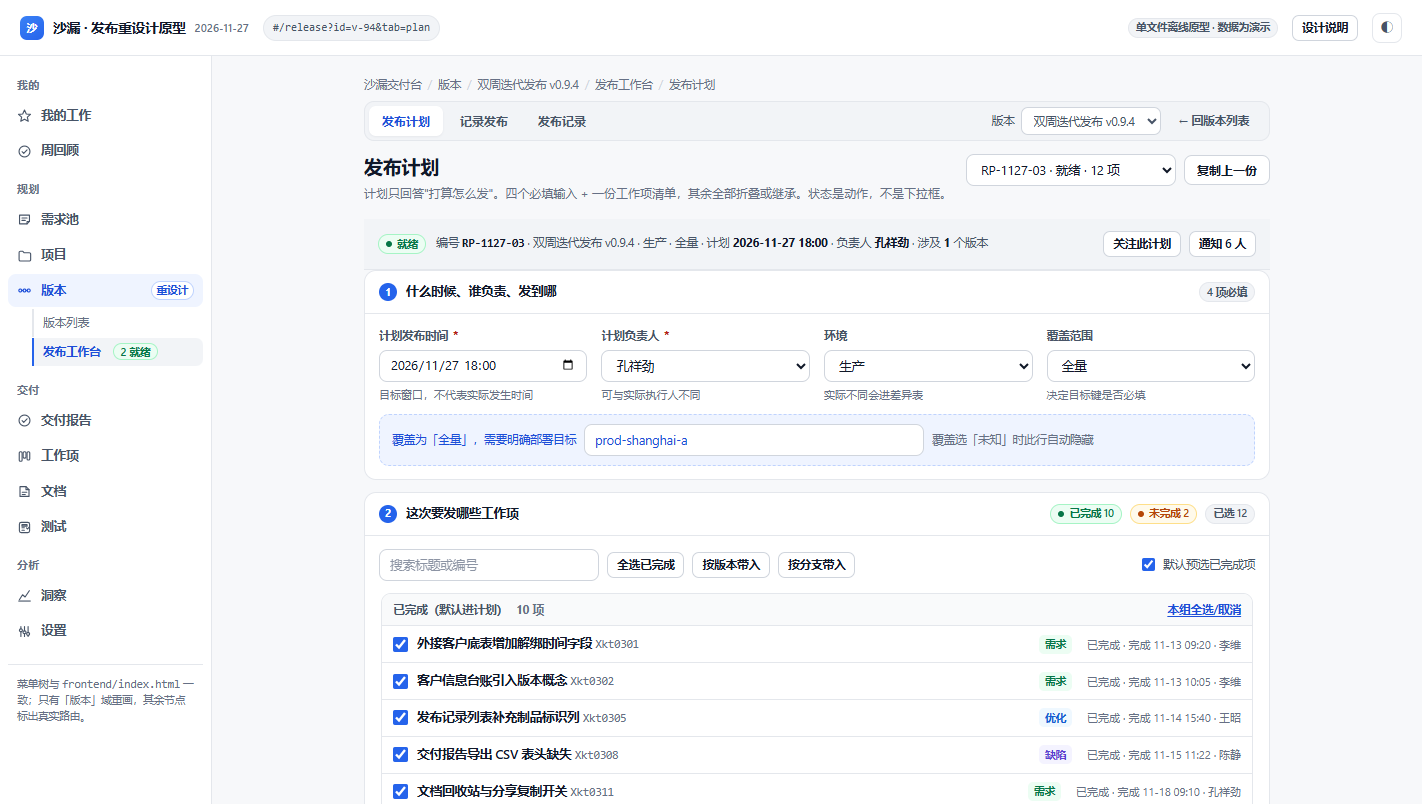 沙 沙漏 · 发布重设计原型 2026-11-27 #/release?id=v-94&tab=plan 单文件离线原型 · 数据为演示 设计说明
我的
我的工作
周回顾
规划
需求池
项目
版本 重设计
版本列表
发布工作台 2 就绪
交付
交付报告
工作项
文档
测试
分析
洞察
设置
菜单树与 frontend/index.html 一
致；只有「版本」域重画，其余节点
标出真实路由。
沙漏交付台 / 版本 / 双周迭代发布 v0.9.4 / 发布工作台 / 发布计划
发布计划 记录发布 发布记录 版本 双周迭代发布 v0.9.4 ← 回版本列表
发布计划 RP-1127-03 · 就绪 · 12 项 复制上一份
计划只回答"打算怎么发"。四个必填输入 + 一份工作项清单，其余全部折叠或继承。状态是动作，不是下拉框。
就绪 编号 RP-1127-03 · 双周迭代发布 v0.9.4 · 生产 · 全量 · 计划 2026-11-27 18:00 · 负责人 孔祥劲 · 涉及 1 个版本 关注此计划 通知 6 人
1 什么时候、谁负责、发到哪 4 项必填
计划发布时间 * 计划负责人 * 环境 覆盖范围
2026/11/27 18:00 孔祥劲 生产 全量
目标窗口，不代表实际发生时间 可与实际执行人不同 实际不同会进差异表 决定目标键是否必填
覆盖为「全量」，需要明确部署目标 prod-shanghai-a 覆盖选「未知」时此行自动隐藏
2 这次要发哪些工作项 已完成 10 未完成 2 已选 12
搜索标题或编号 全选已完成 按版本带入 按分支带入 默认预选已完成项
已完成（默认进计划） 10 项 本组全选/取消
外接客户底表增加解绑时间字段 Xkt0301 需求 已完成 · 完成 11-13 09:20 · 李维
客户信息台账引入版本概念 Xkt0302 需求 已完成 · 完成 11-13 10:05 · 李维
发布记录列表补充制品标识列 Xkt0305 优化 已完成 · 完成 11-14 15:40 · 王昭
交付报告导出 CSV 表头缺失 Xkt0308 缺陷 已完成 · 完成 11-15 11:22 · 陈静
文档回收站与分享复制开关 Xkt0311 需求 已完成 · 完成 11-18 09:10 · 孔祥劲